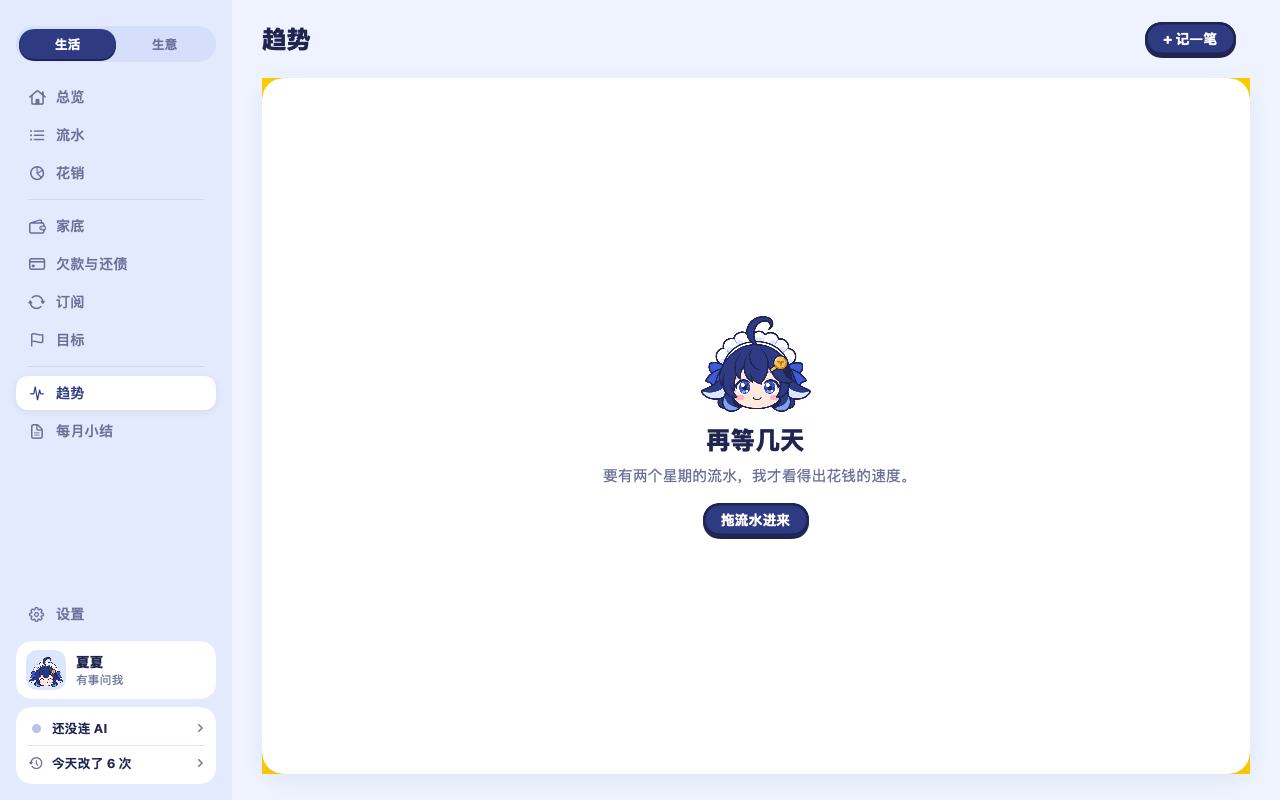 生活
生意
总览
流水
花销
家底
欠款与还债
订阅
目标
趋势
每月小结
设置
夏夏
有事问我
还没连 AI
今天改了 6 次
趋势
+ 记一笔
再等几天
要有两个星期的流水，我才看得出花钱的速度。
拖流水进来